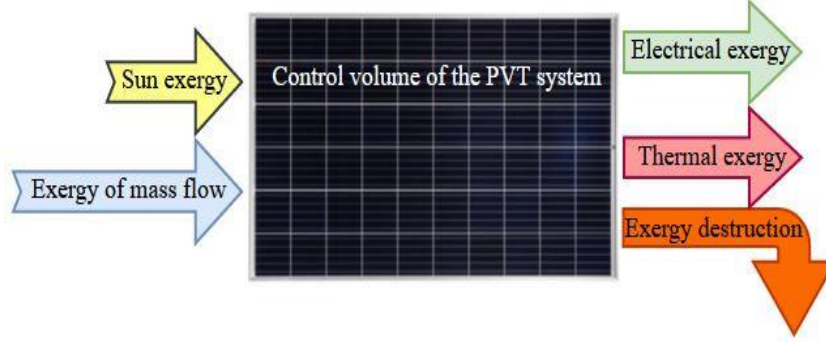 Sun exergy
Exergy of mass flow
Control volume of the PVT system
Electrical exergy
Thermal exergy
Exergy destruction